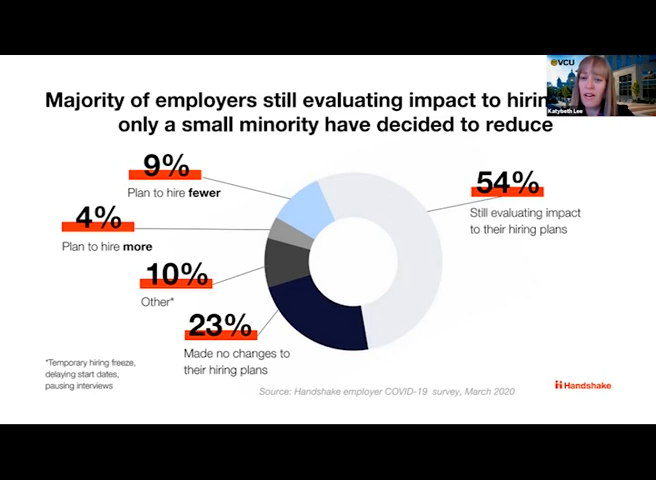 VCU
Katybeth Lee
Majority of employers still evaluating impact to
only a small minority have decided to reduce
9%
Plan to hire fewer
4%
Plan to hire more
10%
Other*
23%
Made no changes to
their hiring plans
54%
Still evaluating impact
to their hiring plans
*Temporary hiring freeze,
delaying start dates,
pausing interviews
Source: Handshake employer COVID-19 survey, March 2020
Handshake